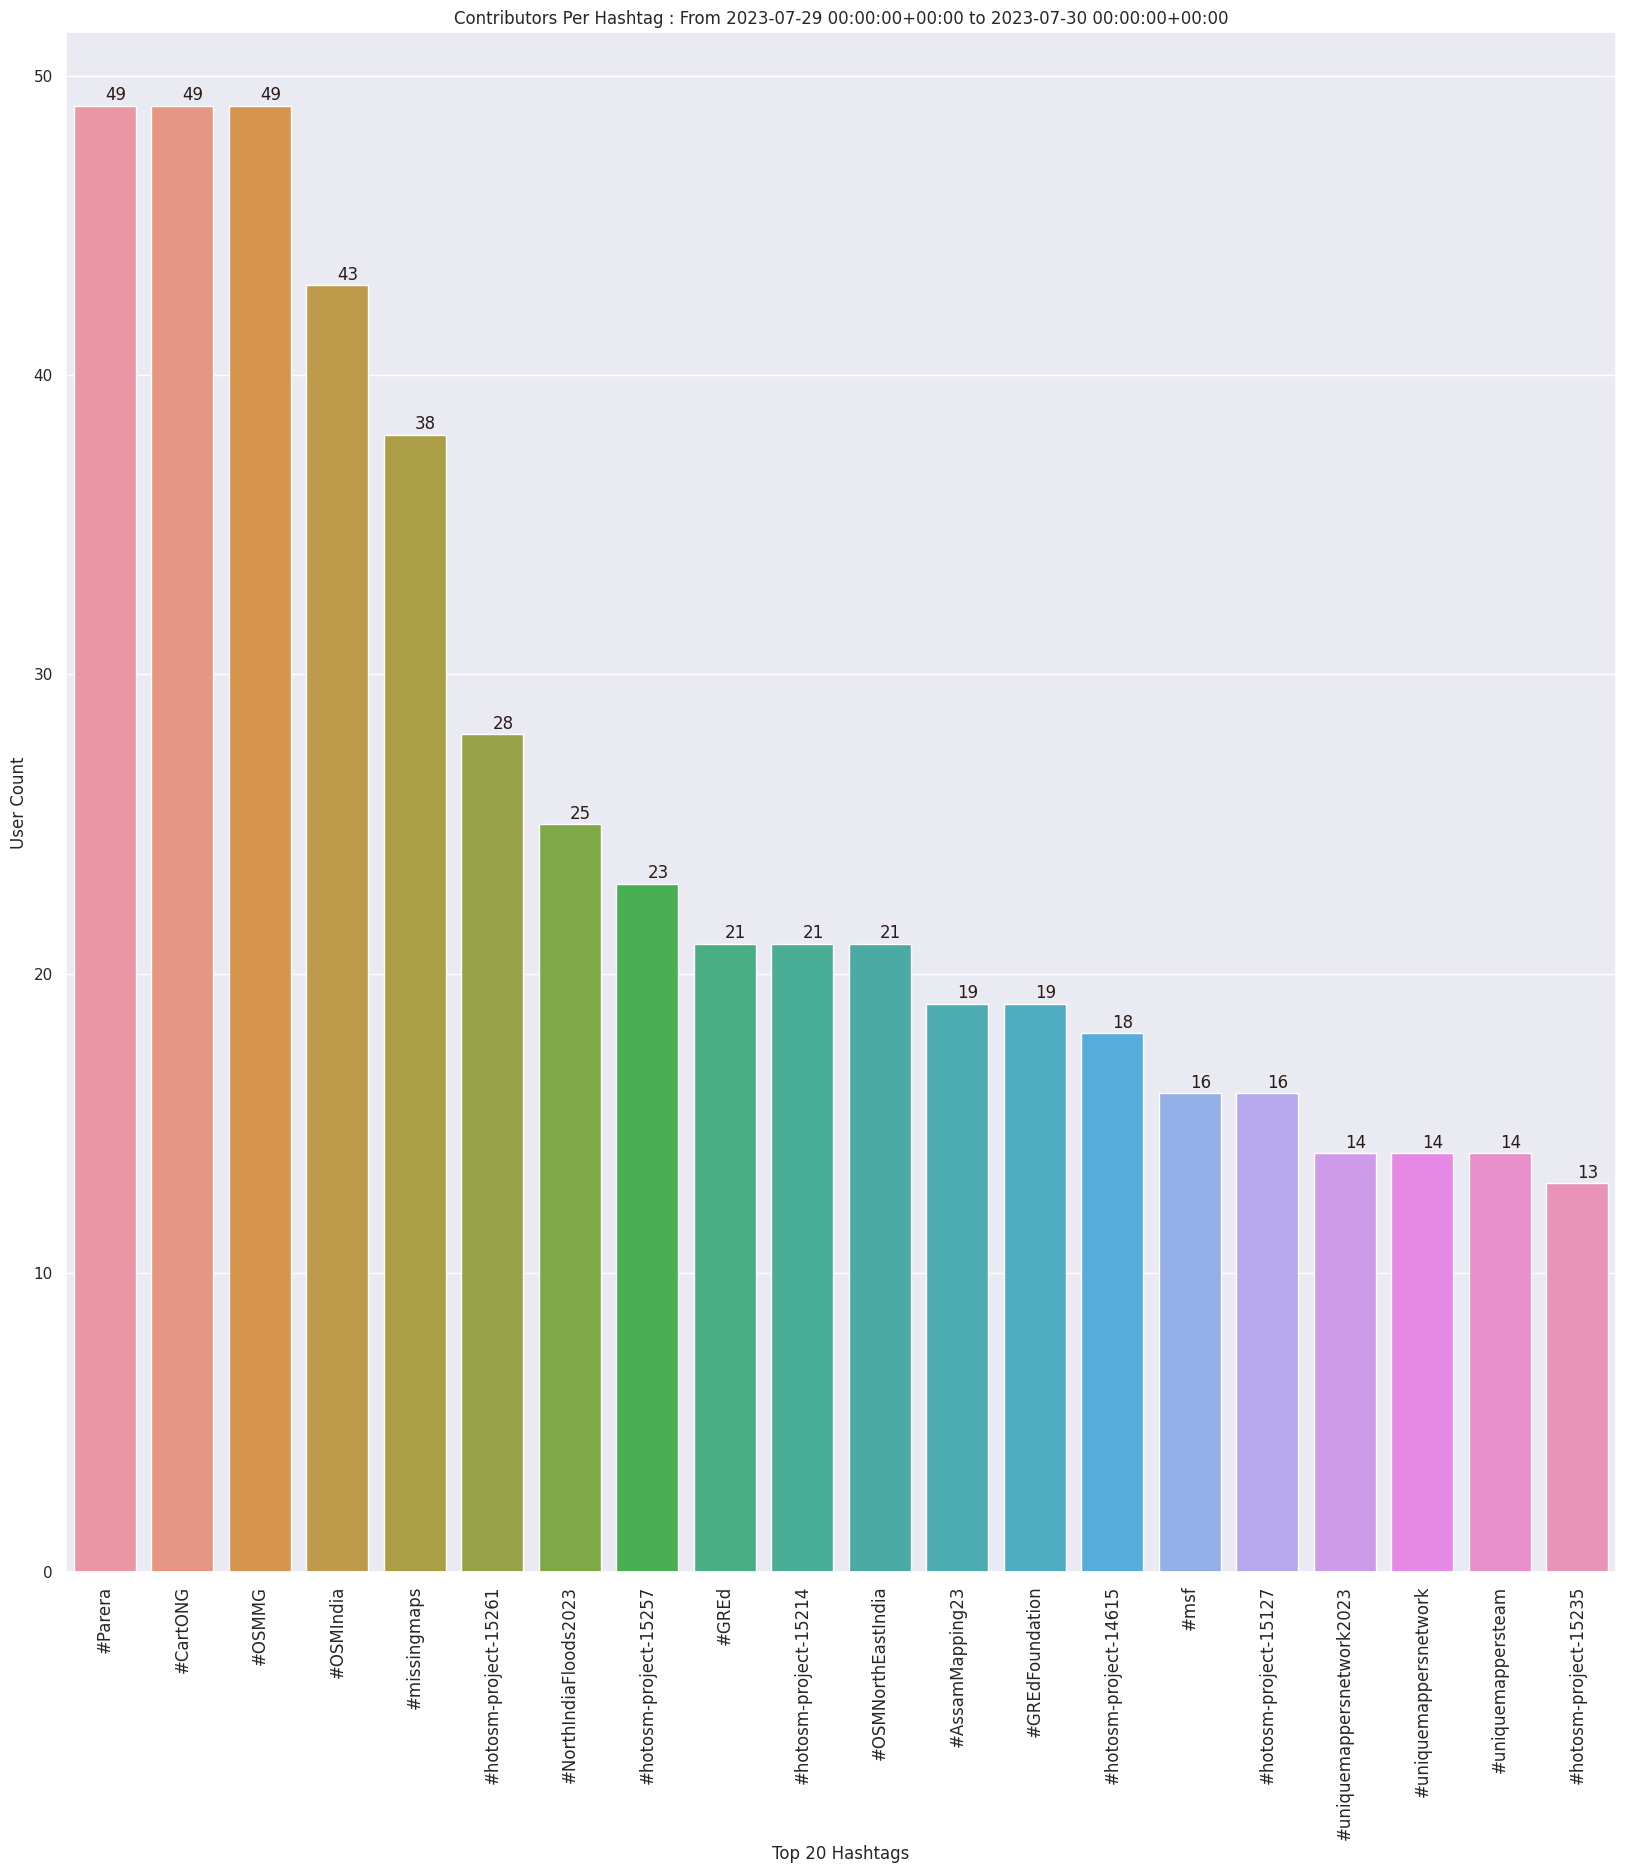 Contributors Per Hashtag : From 2023-07-29 00:00:00+00:00 to 2023-07-30 00:00:00+00:00
50
40
30
20
10
0
User Count
49
49
49
43
38
28
25
23
21
21
21
19
19
18
16
16
14
14
14
13
#Parera
#CartONG
#OSMMG
#OSMIndia
#missingmaps
#hotosm-project-15261
#NorthIndiaFloods2023
#hotosm-project-15257
#GREd
#hotosm-project-15214
#OSMNorthEastIndia
#AssamMapping23
#GREdFoundation
#hotosm-project-14615
#msf
#hotosm-project-15127
#uniquemappersnetwork2023
#uniquemappersnetwork
#uniquemappersteam
#hotosm-project-15235
Top 20 Hashtags